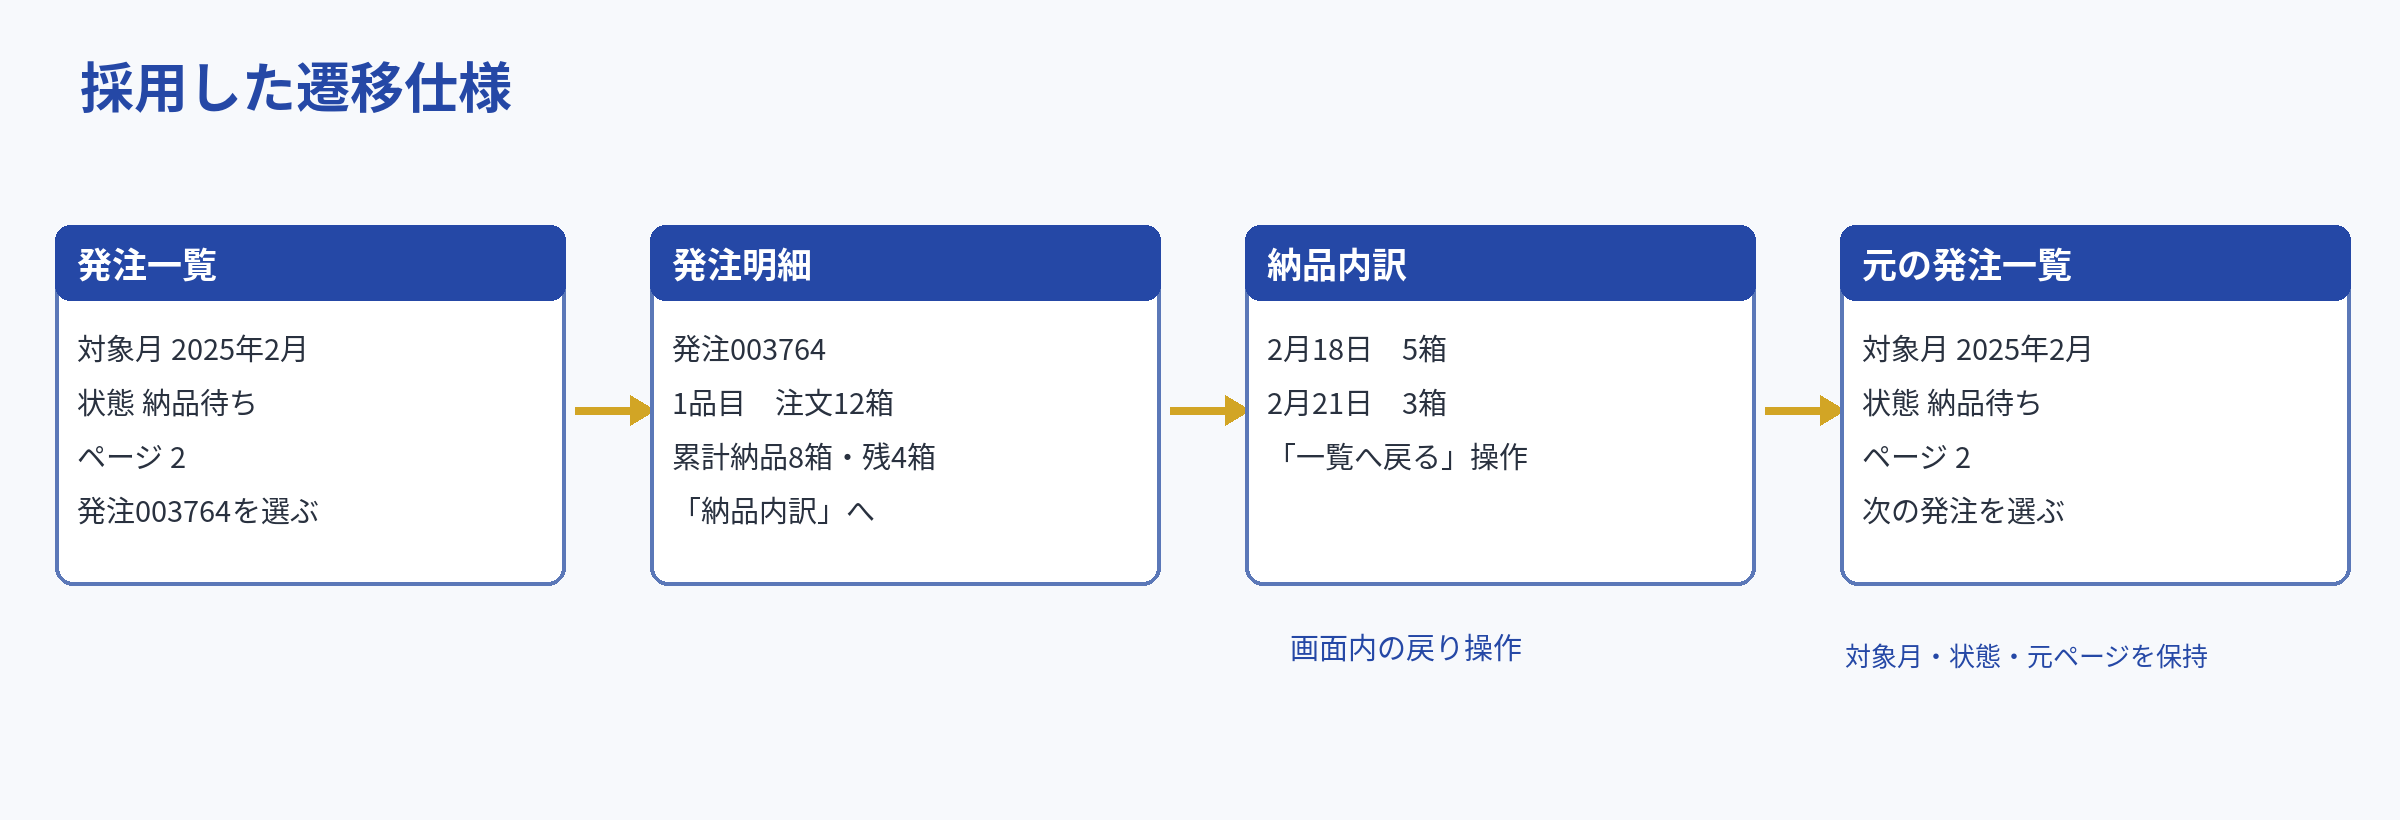 採用した遷移仕様
発注一覧
対象月 2025年2月
状態 納品待ち
ページ 2
発注003764を選ぶ
発注明細
発注003764
1品目　注文12箱
累計納品8箱・残4箱
「納品内訳」へ
納品内訳
2月18日　5箱
2月21日　3箱
「一覧へ戻る」操作
画面内の戻り操作
元の発注一覧
対象月 2025年2月
状態 納品待ち
ページ 2
次の発注を選ぶ
対象月・状態・元ページを保持